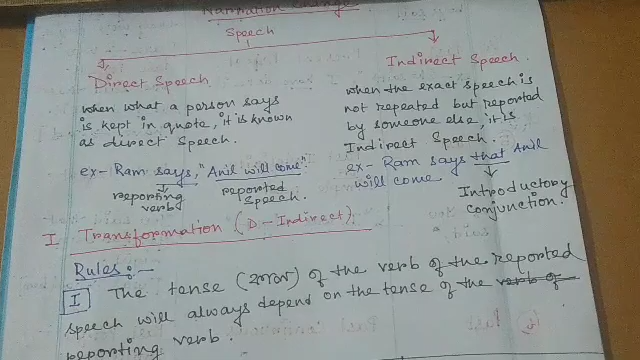 Narration Changes
Speech
Direct Speech
when what a person says
is kept in quote, it is known
as direct speech.
ex- Ram says, "Anil will come".
reporting verb
reported Speech.
Indirect Speech
when the exact speech is
not repeated but reported
by someone else, it is
Indirect Speech.
ex- Ram says that Anil
will come
Introductory
conjunction.
I Transformation (D-Indirect)
Rules:-
I The tense () of the verb of the reported
speech will always depend on the tense of the verb of
reporting verb.